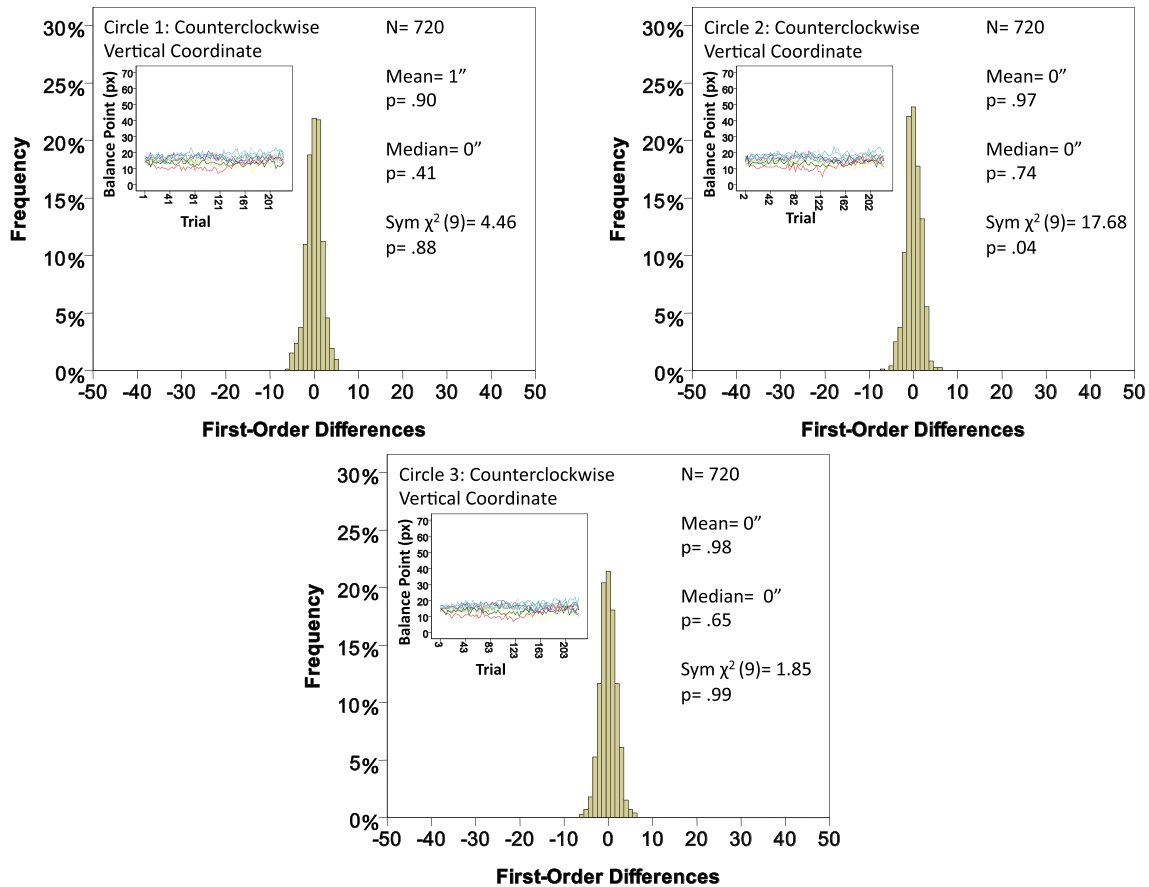 Circle 1: Counterclockwise
Vertical Coordinate
N= 720
Mean= 1”
p= .90
Median= 0”
p= .41
Sym χ² (9)= 4.46
p= .88
Frequency
30%
25%
20%
15%
10%
5%
0%
-50 -40 -30 -20 -10 0 10 20 30 40 50
First-Order Differences
Balance Point (px)
70
60
50
40
30
20
10
0
1 41 81 121 161 201
Trial
Circle 2: Counterclockwise
Vertical Coordinate
N= 720
Mean= 0”
p= .97
Median= 0”
p= .74
Sym χ² (9)= 17.68
p= .04
Frequency
30%
25%
20%
15%
10%
5%
0%
-50 -40 -30 -20 -10 0 10 20 30 40 50
First-Order Differences
Balance Point (px)
70
60
50
40
30
20
10
0
2 42 82 122 162 202
Trial
Circle 3: Counterclockwise
Vertical Coordinate
N= 720
Mean= 0”
p= .98
Median= 0”
p= .65
Sym χ² (9)= 1.85
p= .99
Frequency
30%
25%
20%
15%
10%
5%
0%
-50 -40 -30 -20 -10 0 10 20 30 40 50
First-Order Differences
Balance Point (px)
70
60
50
40
30
20
10
0
3 43 83 123 163 203
Trial